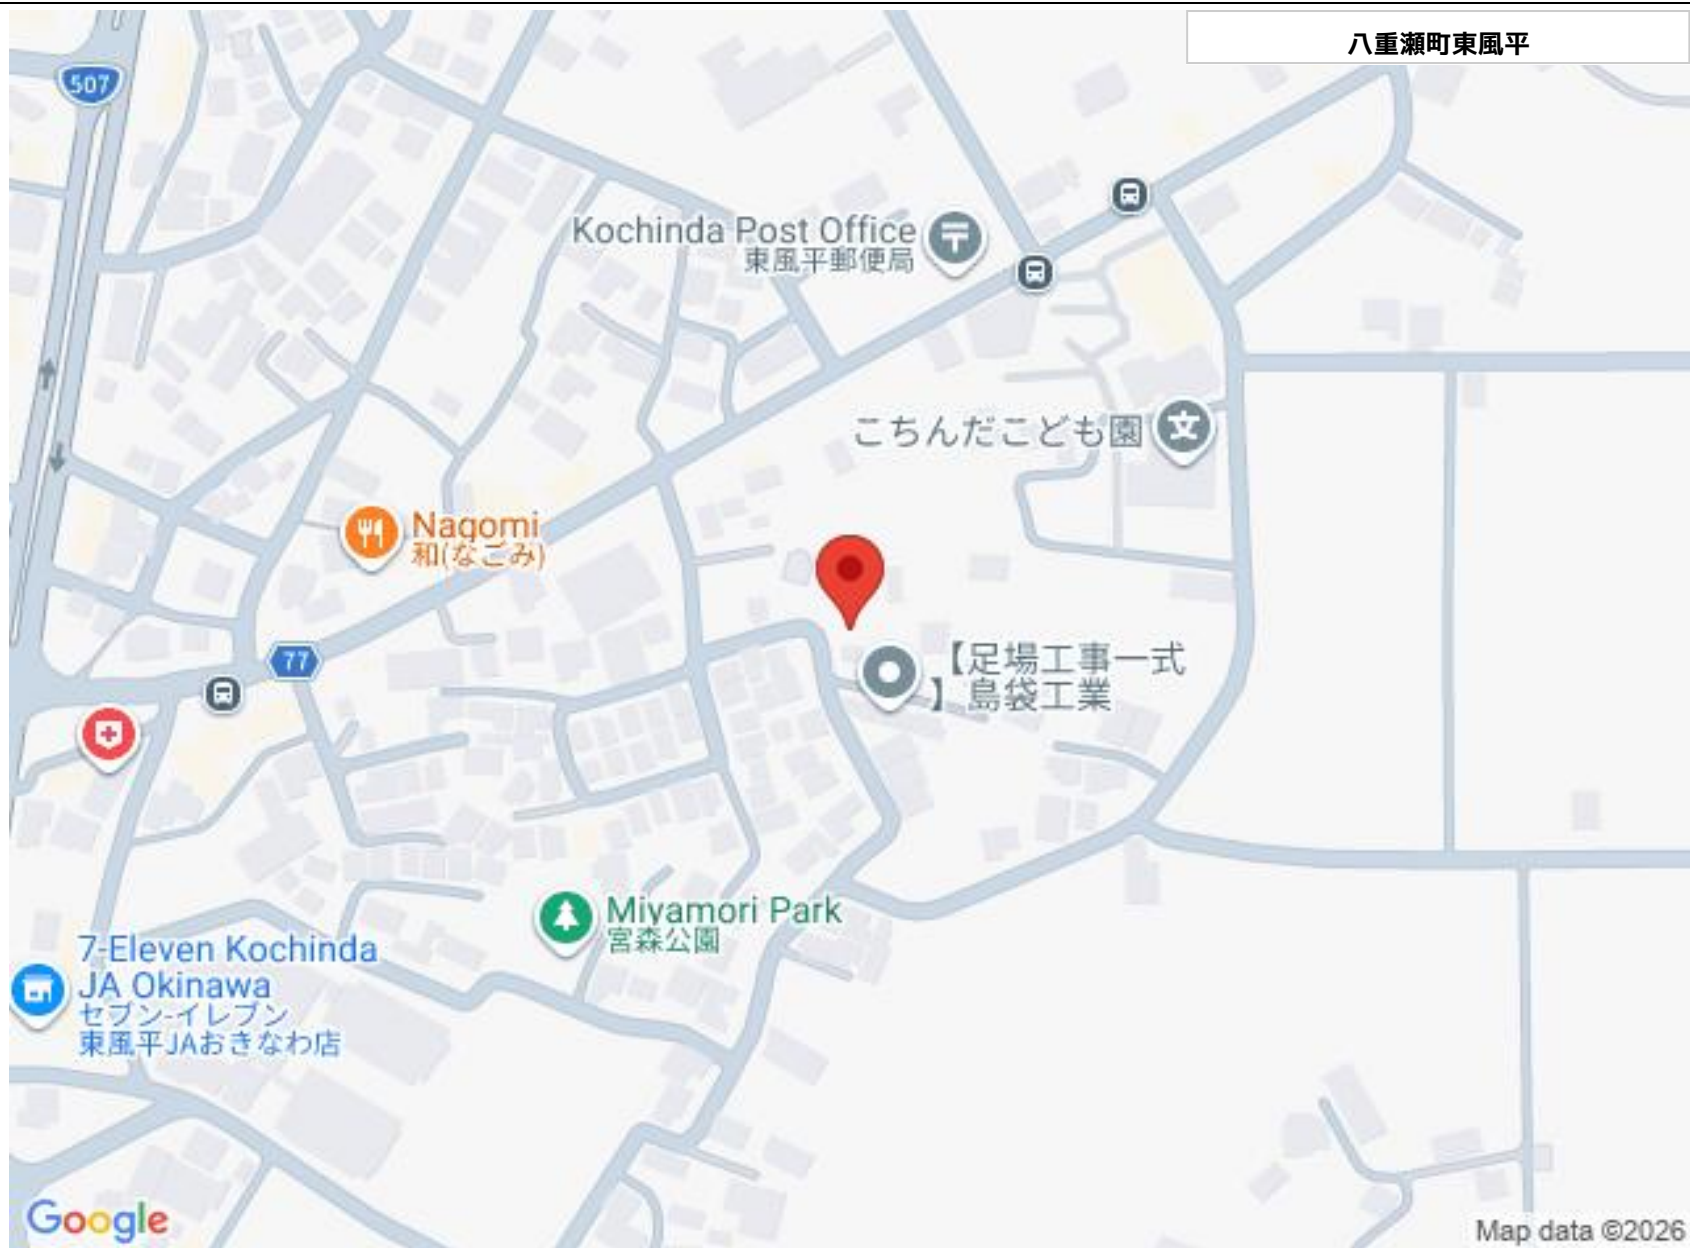 八重瀬町東風平
507
Kochinda Post Office
東風平郵便局
こちんだこども園
文
Nagomi
和(なごみ)
77
【足場工事一式
】島袋工業
Miyamori Park
宮森公園
7-Eleven Kochinda
JA Okinawa
セブン-イレブン
東風平JAおきなわ店
Google
Map data ©2026